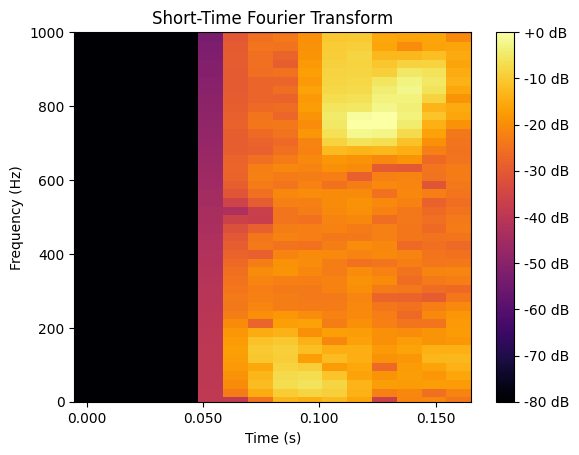 Short-Time Fourier Transform
1000
800
600
400
200
0
Frequency (Hz)
0.000
0.050
0.100
0.150
Time (s)
+0 dB
-10 dB
-20 dB
-30 dB
-40 dB
-50 dB
-60 dB
-70 dB
-80 dB